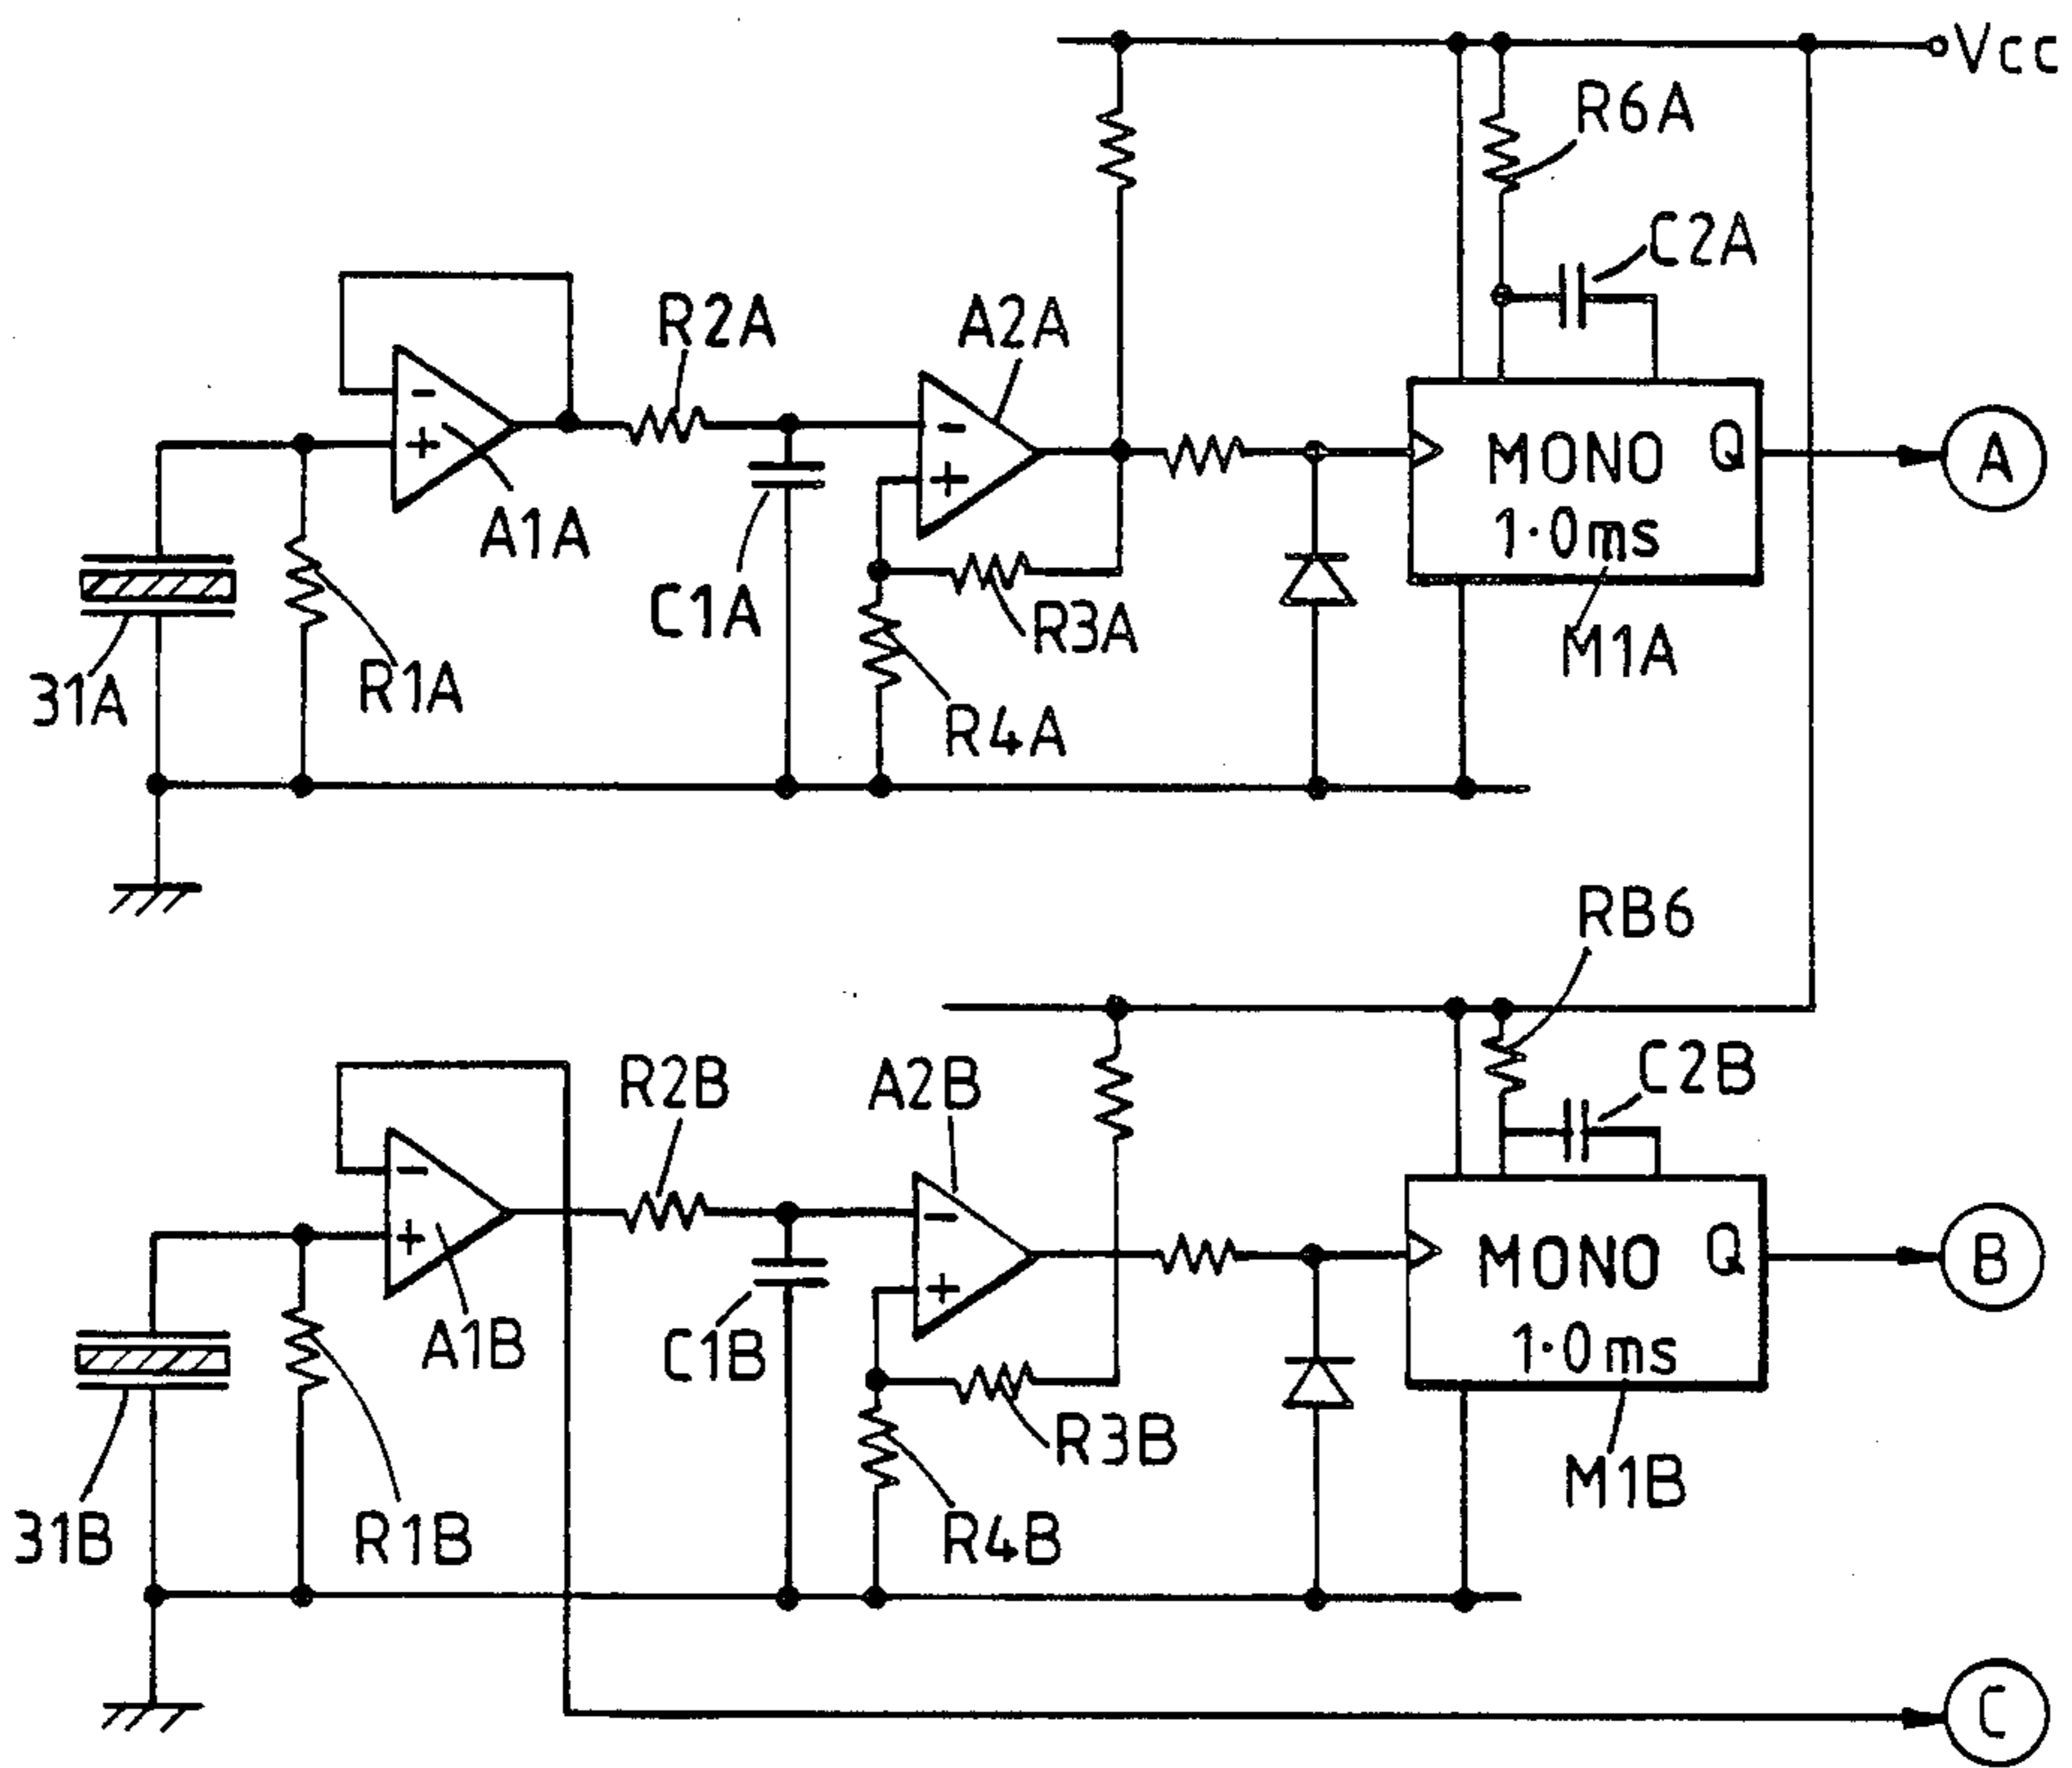 Vcc
R6A
C2A
R2A
A2A
-
+
A1A
-
+
MONO
Q
1·0ms
A
C1A
R3A
M1A
31A
R1A
R4A
RB6
R2B
A2B
C2B
-
+
A1B
-
+
MONO
Q
1·0ms
B
C1B
R3B
M1B
31B
R1B
R4B
C